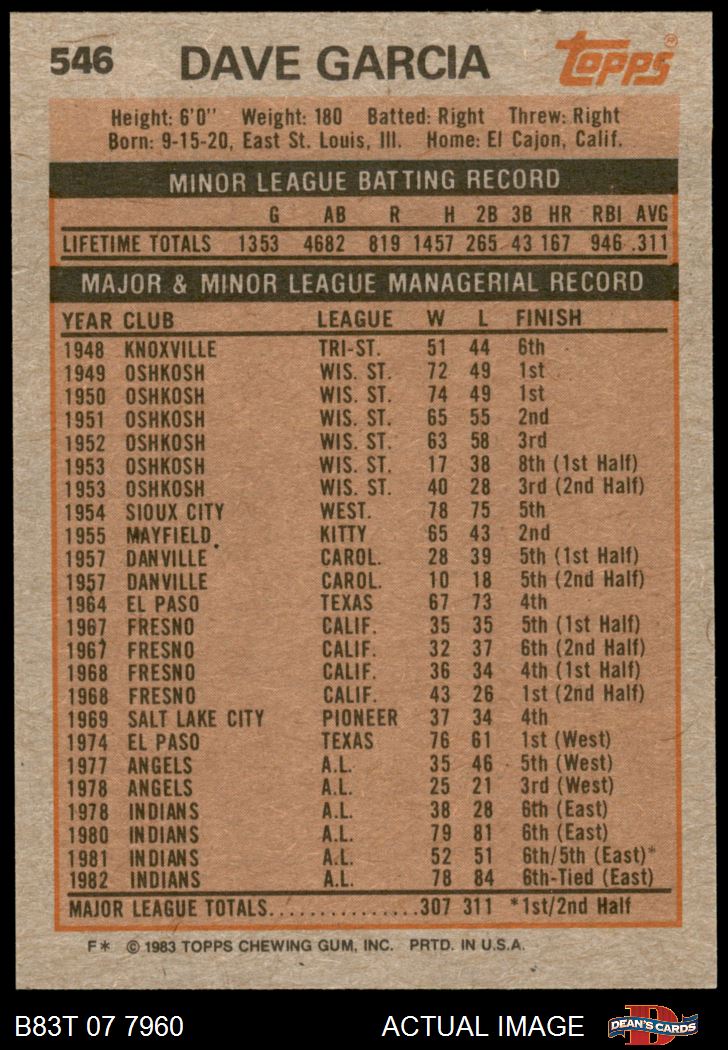 546 DAVE GARCIA Topps®
Height: 6'0" Weight: 180 Batted: Right Threw: Right
Born: 9-15-20, East St. Louis, Ill. Home: El Cajon, Calif.
MINOR LEAGUE BATTING RECORD
G AB R H 2B 3B HR RBI AVG
LIFETIME TOTALS 1353 4682 819 1457 265 43 167 946 .311
MAJOR & MINOR LEAGUE MANAGERIAL RECORD
YEAR CLUB LEAGUE W L FINISH
1948 KNOXVILLE TRI-ST. 51 44 6th
1949 OSHKOSH WIS. ST. 72 49 1st
1950 OSHKOSH WIS. ST. 74 49 1st
1951 OSHKOSH WIS. ST. 65 55 2nd
1952 OSHKOSH WIS. ST. 63 58 3rd
1953 OSHKOSH WIS. ST. 17 38 8th (1st Half)
1953 OSHKOSH WIS. ST. 40 28 3rd (2nd Half)
1954 SIOUX CITY WEST. 78 75 5th
1955 MAYFIELD KITTY 65 43 2nd
1957 DANVILLE CAROL. 28 39 5th (1st Half)
1957 DANVILLE CAROL. 10 18 5th (2nd Half)
1964 EL PASO TEXAS 67 73 4th
1967 FRESNO CALIF. 35 35 5th (1st Half)
1967 FRESNO CALIF. 32 37 6th (2nd Half)
1968 FRESNO CALIF. 36 34 4th (1st Half)
1968 FRESNO CALIF. 43 26 1st (2nd Half)
1969 SALT LAKE CITY PIONEER 37 34 4th
1974 EL PASO TEXAS 76 61 1st (West)
1977 ANGELS A.L. 35 46 5th (West)
1978 ANGELS A.L. 25 21 3rd (West)
1978 INDIANS A.L. 38 28 6th (East)
1980 INDIANS A.L. 79 81 6th (East)
1981 INDIANS A.L. 52 51 6th/5th (East)*
1982 INDIANS A.L. 78 84 6th-Tied (East)
MAJOR LEAGUE TOTALS...............307 311 *1st/2nd Half
F* © 1983 TOPPS CHEWING GUM, INC. PRTD. IN U.S.A.
B83T 07 7960 ACTUAL IMAGE D DEAN'S CARDS